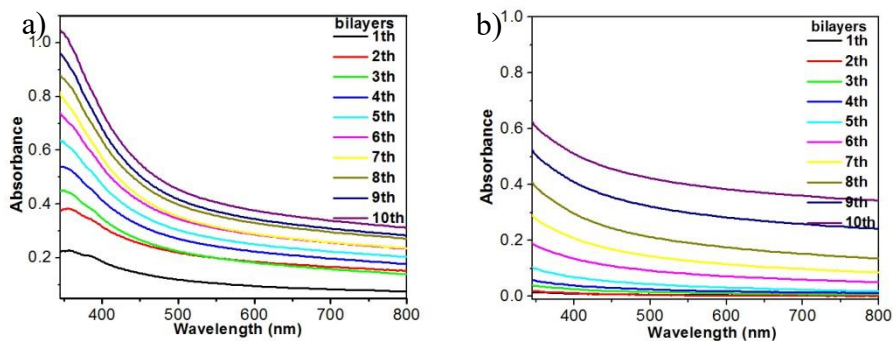 a)
bilayers
1th
2th
3th
4th
5th
6th
7th
8th
9th
10th
1.0
0.8
0.6
0.4
0.2
Absorbance
400 500 600 700 800
Wavelength (nm)
b)
bilayers
1th
2th
3th
4th
5th
6th
7th
8th
9th
10th
1.0
0.8
0.6
0.4
0.2
0.0
Absorbance
400 500 600 700 800
Wavelength (nm)